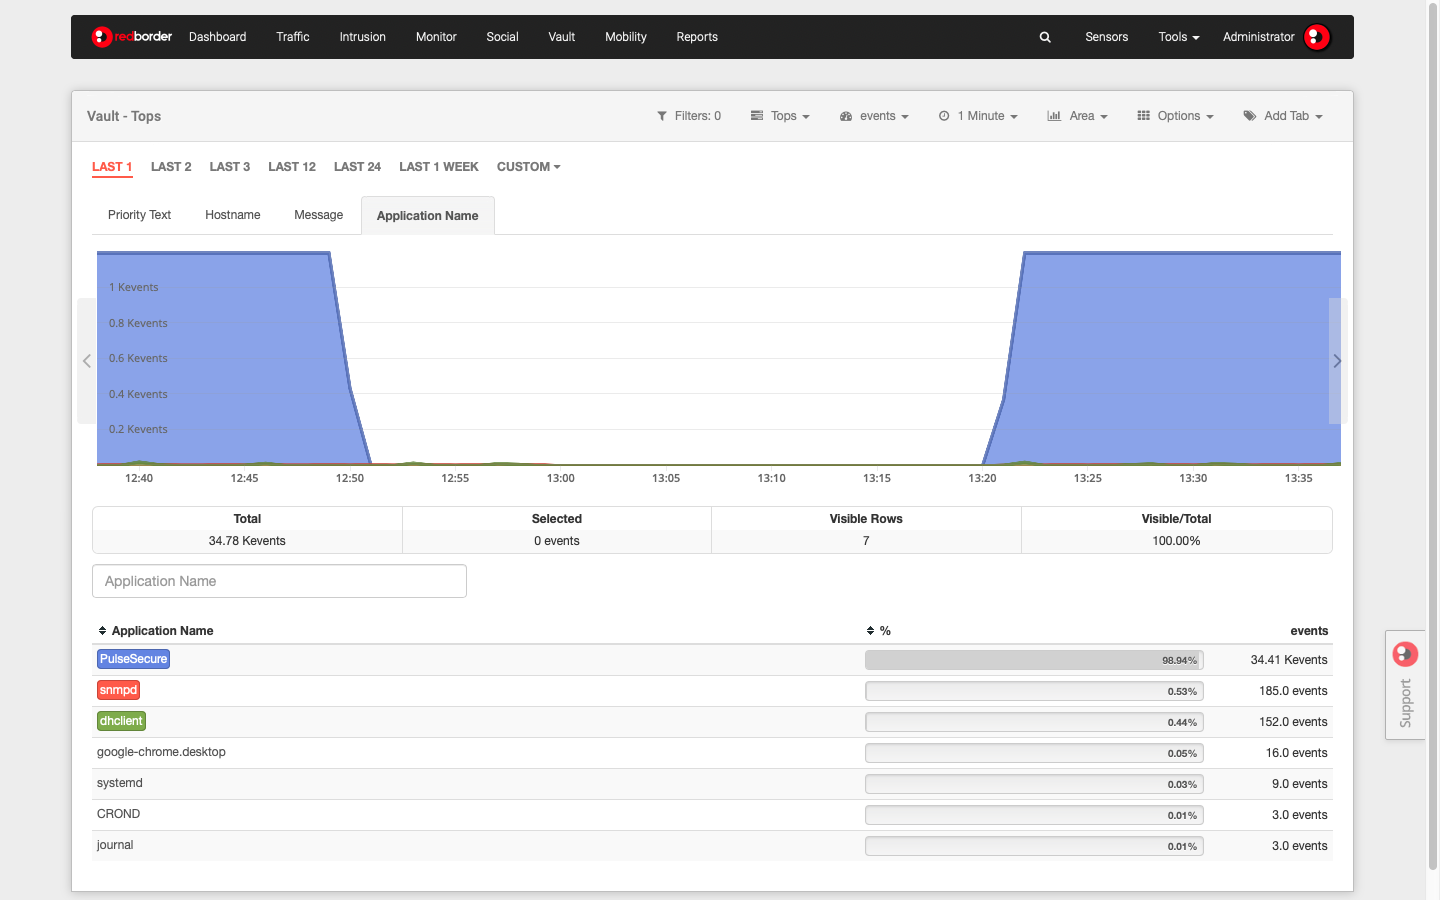 redborder Dashboard Traffic Intrusion Monitor Social Vault Mobility Reports Sensors Tools Administrator
Vault - Tops Filters: 0 Tops events 1 Minute Area Options Add Tab
LAST 1 LAST 2 LAST 3 LAST 12 LAST 24 LAST 1 WEEK CUSTOM
Priority Text Hostname Message Application Name
1 Kevents
0.8 Kevents
0.6 Kevents
0.4 Kevents
0.2 Kevents
12:40 12:45 12:50 12:55 13:00 13:05 13:10 13:15 13:20 13:25 13:30 13:35
Total Selected Visible Rows Visible/Total
34.78 Kevents 0 events 7 100.00%
Application Name
Application Name % events
PulseSecure 98.94% 34.41 Kevents
snmpd 0.53% 185.0 events
dhclient 0.44% 152.0 events
google-chrome.desktop 0.05% 16.0 events
systemd 0.03% 9.0 events
CROND 0.01% 3.0 events
journal 0.01% 3.0 events
Support